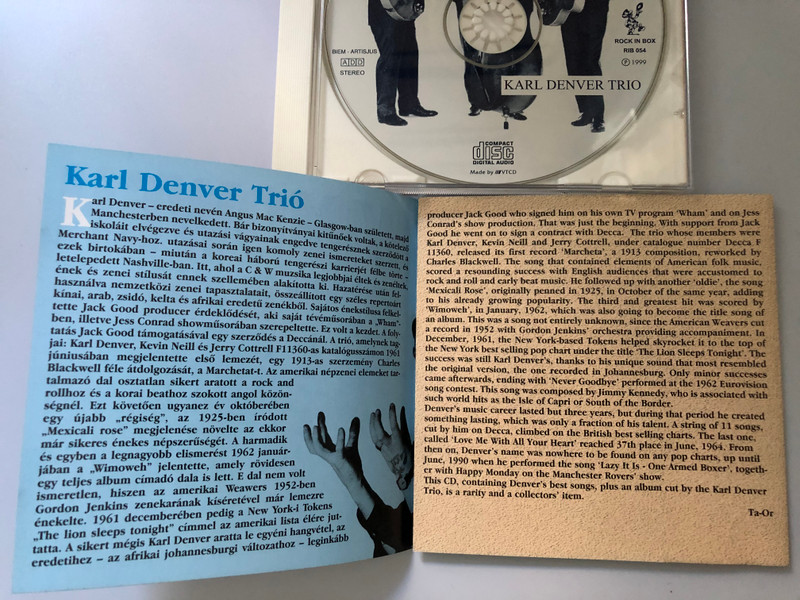 BIEM - ARTISJUS
ADD
STEREO
ROCK IN BOX
RIB 054
Ⓟ 1999
KARL DENVER TRIO
COMPACT
disc
DIGITAL AUDIO
Made by VTCD
Karl Denver Trió
Karl Denver – eredeti nevén Angus Mac Kenzie – Glasgow-ban született, majd
Manchesterben nevelkedett. Bár bizonyítványai kitűnőek voltak, a kötelező
iskoláit elvégezve és utazási vágyainak engedve tengerésznek szerződött a
Merchant Navy-hoz. utazásai során igen komoly zenei ismereteket szerzett, és
ezek birtokában – miután a koreai háború tengerészi karrierjét félbe törte –
letelepedett Nashville-ban. Itt, ahol a C & W muzsika legjobbjai éltek és zenéltek,
ének és zenei stílusát ennek szellemében alakította ki. Hazatérése után fel-
használva nemzetközi zenei tapasztalatait, összeállított egy széles repertoárt
kínai, arab, zsidó, kelta és afrikai eredetű énekekből. Sajátos énekstílusa felkel-
tette Jack Good producer érdeklődését, aki saját tévéműsorában a „Wham”-
ben, illetve Jess Conrad showműsorában szerepeltette. Ez volt a kezdet. A foly-
tatás Jack Good támogatásával egy szerződés a Deccánál. A trió, amelynek tag-
jai: Karl Denver, Kevin Neill és Jerry Cottrell F11360-as katalógusszámon 1961
júniusában megjelentette első lemezét, egy 1913-as szerzemény Charles
Blackwell féle átdolgozását, a Marchetat-t. Az amerikai népzenei elemeket tar-
talmazó dal osztatlan sikert aratott a rock and
rollhoz és a korai beathoz szokott angol közön-
ségnél. Ezt követően ugyanez év októberében
egy újabb „régiség”, az 1925-ben íródott
„Mexicali rose” megjelenése növelte az ekkor
már sikeres énekes népszerűségét. A harmadik
és egyben a legnagyobb elismerést 1962 január-
jában a „Wimoweh” jelentette, amely rövidesen
egy teljes album címadó dala is lett. E dal nem volt
ismeretlen, hiszen az amerikai Weawers 1952-ben
Gordon Jenkins zenekarának kíséretével már lemezre
énekelte. 1961 decemberében pedig a New York-I Tokens
„The lion sleeps tonight” címmel az amerikai lista élére jut-
tatta. A sikert mégis Karl Denver aratta le egyéni hangvétel, az
eredetihez – az afrikai johannesburgi változathoz – leginkább
producer Jack Good who signed him on his own TV program 'Wham' and on Jess
Conrad's show production. That was just the beginning. With support from Jack
Good he went on to sign a contract with Decca. The trio whose members were
Karl Denver, Kevin Neill and Jerry Cottrell, under catalogue number Decca F
11360, released its first record 'Marcheta', a 1913 composition, reworked by
Charles Blackwell. The song that contained elements of American folk music,
scored a resounding success with English audiences that were accustomed to
rock and roll and early beat music. He followed up with another 'oldie', the song
'Mexicali Rose', originally penned in 1925, in October of the same year, adding
to his already growing popularity. The third and greatest hit was scored by
'Wimoweh', in January, 1962, which was also going to become the title song of
an album. This was a song not entirely unknown, since the American Weavers cut
a record in 1952 with Gordon Jenkins' orchestra providing accompaniment. In
December, 1961, the New York-based Tokens helped skyrocket it to the top of
the New York best selling pop chart under the title 'The Lion Sleeps Tonight'. The
success was still Karl Denver's, thanks to his unique sound that most resembled
the original version, the one recorded in Johannesburg. Only minor successes
came afterwards, ending with 'Never Goodbye' performed at the 1962 Eurovision
song contest. This song was composed by Jimmy Kennedy, who is associated with
such world hits as the Isle of Capri or South of the Border.
Denver's music career lasted but three years, but during that period he created
something lasting, which was only a fraction of his talent. A string of 11 songs,
cut by him on Decca, climbed on the British best selling charts. The last one,
called 'Love Me With All Your Heart' reached 37th place in June, 1964. From
then on, Denver's name was nowhere to be found on any pop charts, up until
June, 1990 when he performed the song 'Lazy It Is - One Armed Boxer', togeth-
er with Happy Monday on the Manchester Rovers' show.
This CD, containing Denver's best songs, plus an album cut by the Karl Denver
Trio, is a rarity and a collectors' item.
Ta-Or